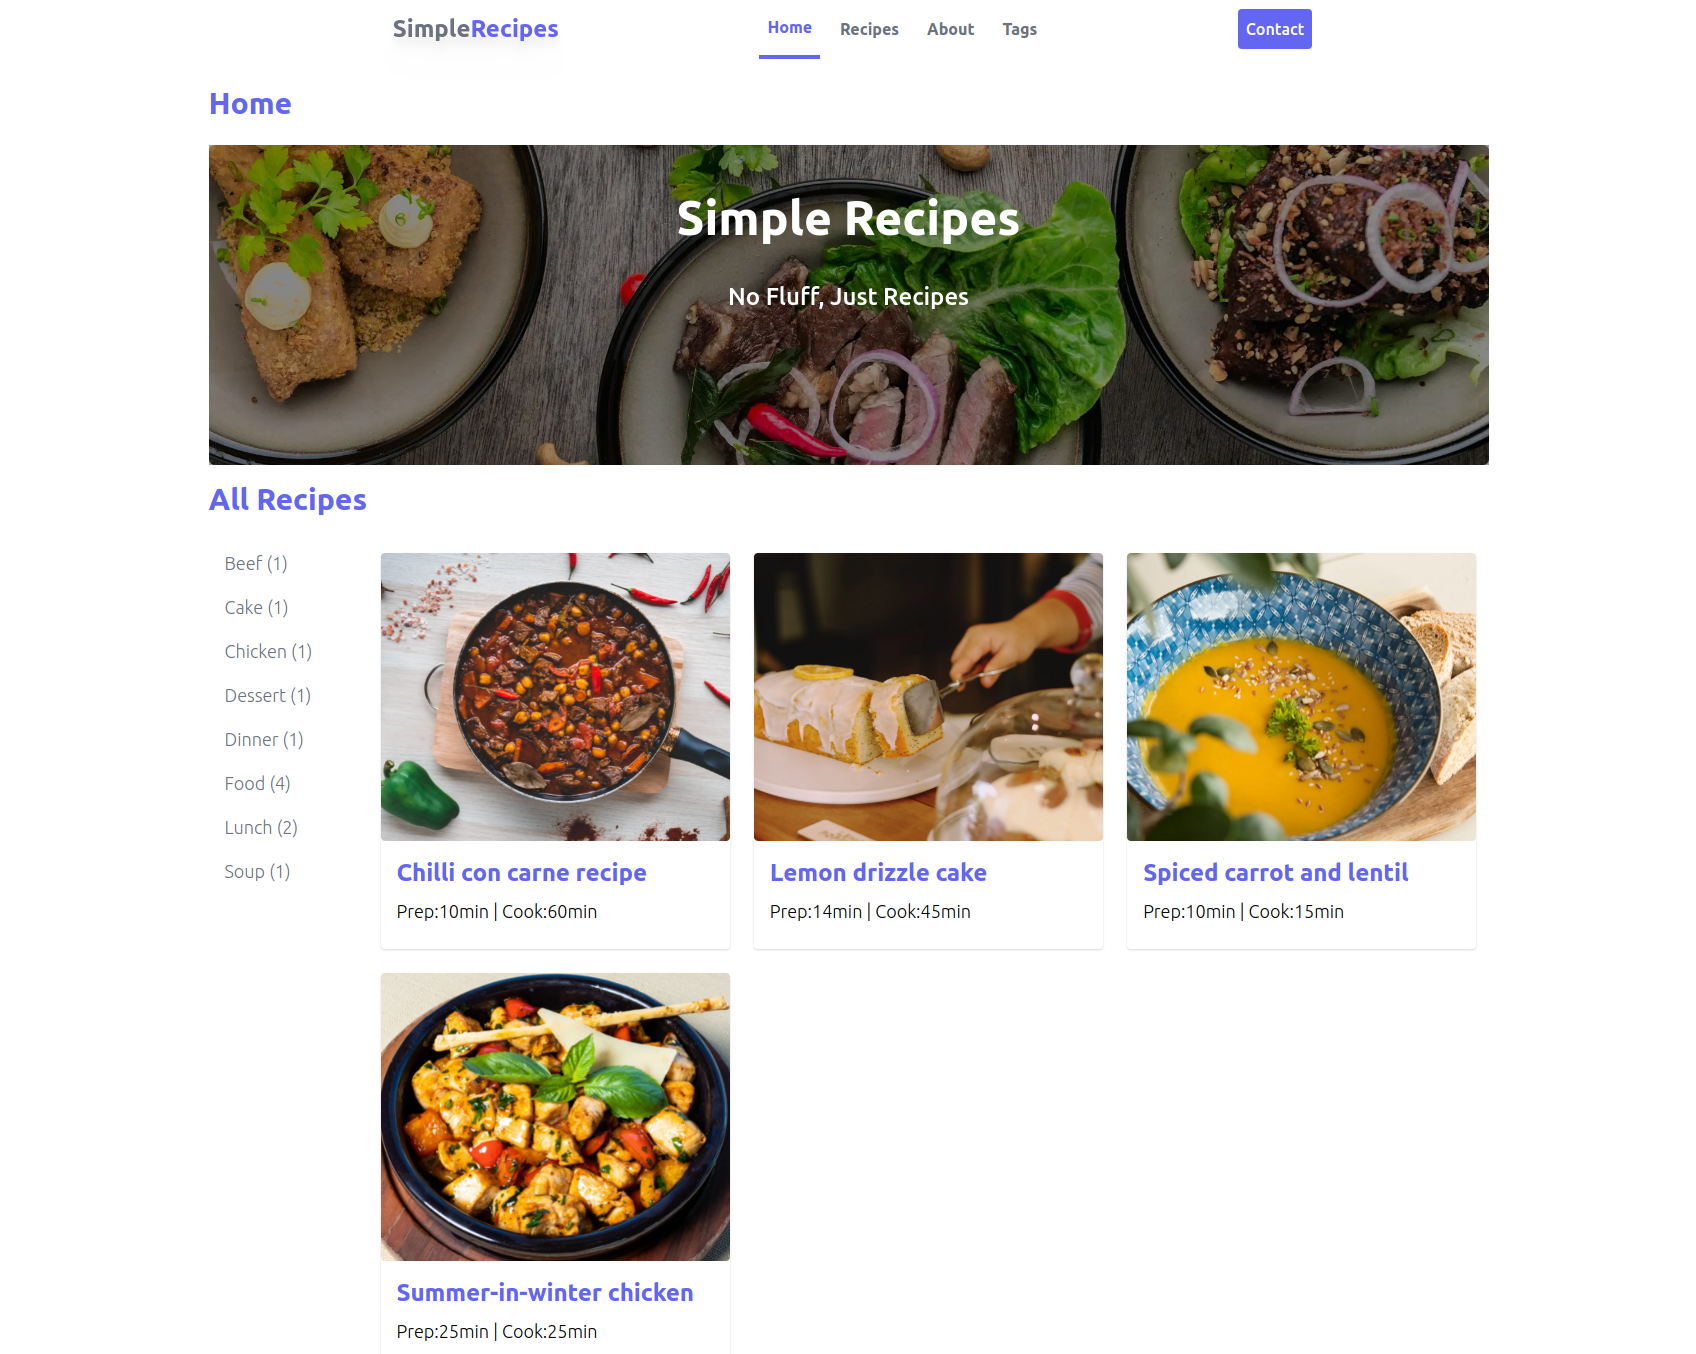 SimpleRecipes
Home
Recipes
About
Tags
Contact
Home
Simple Recipes
No Fluff, Just Recipes
All Recipes
Beef (1)
Cake (1)
Chicken (1)
Dessert (1)
Dinner (1)
Food (4)
Lunch (2)
Soup (1)
Chilli con carne recipe
Prep:10min | Cook:60min
Lemon drizzle cake
Prep:14min | Cook:45min
Spiced carrot and lentil
Prep:10min | Cook:15min
Summer-in-winter chicken
Prep:25min | Cook:25min